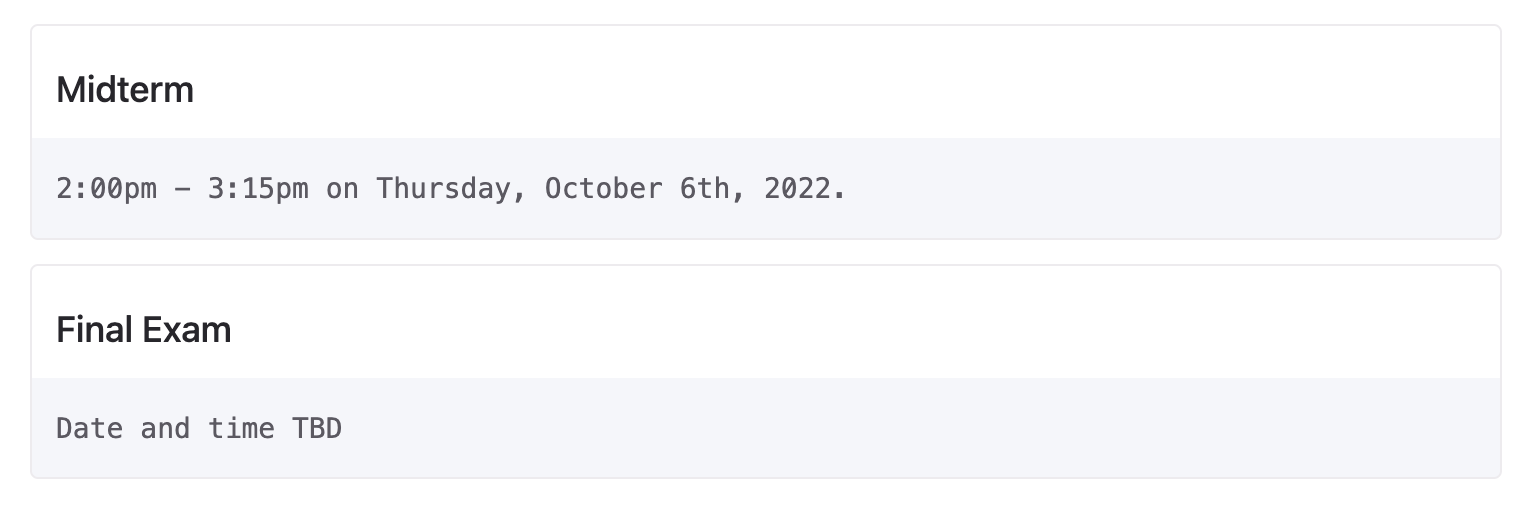 Midterm
2:00pm – 3:15pm on Thursday, October 6th, 2022.
Final Exam
Date and time TBD